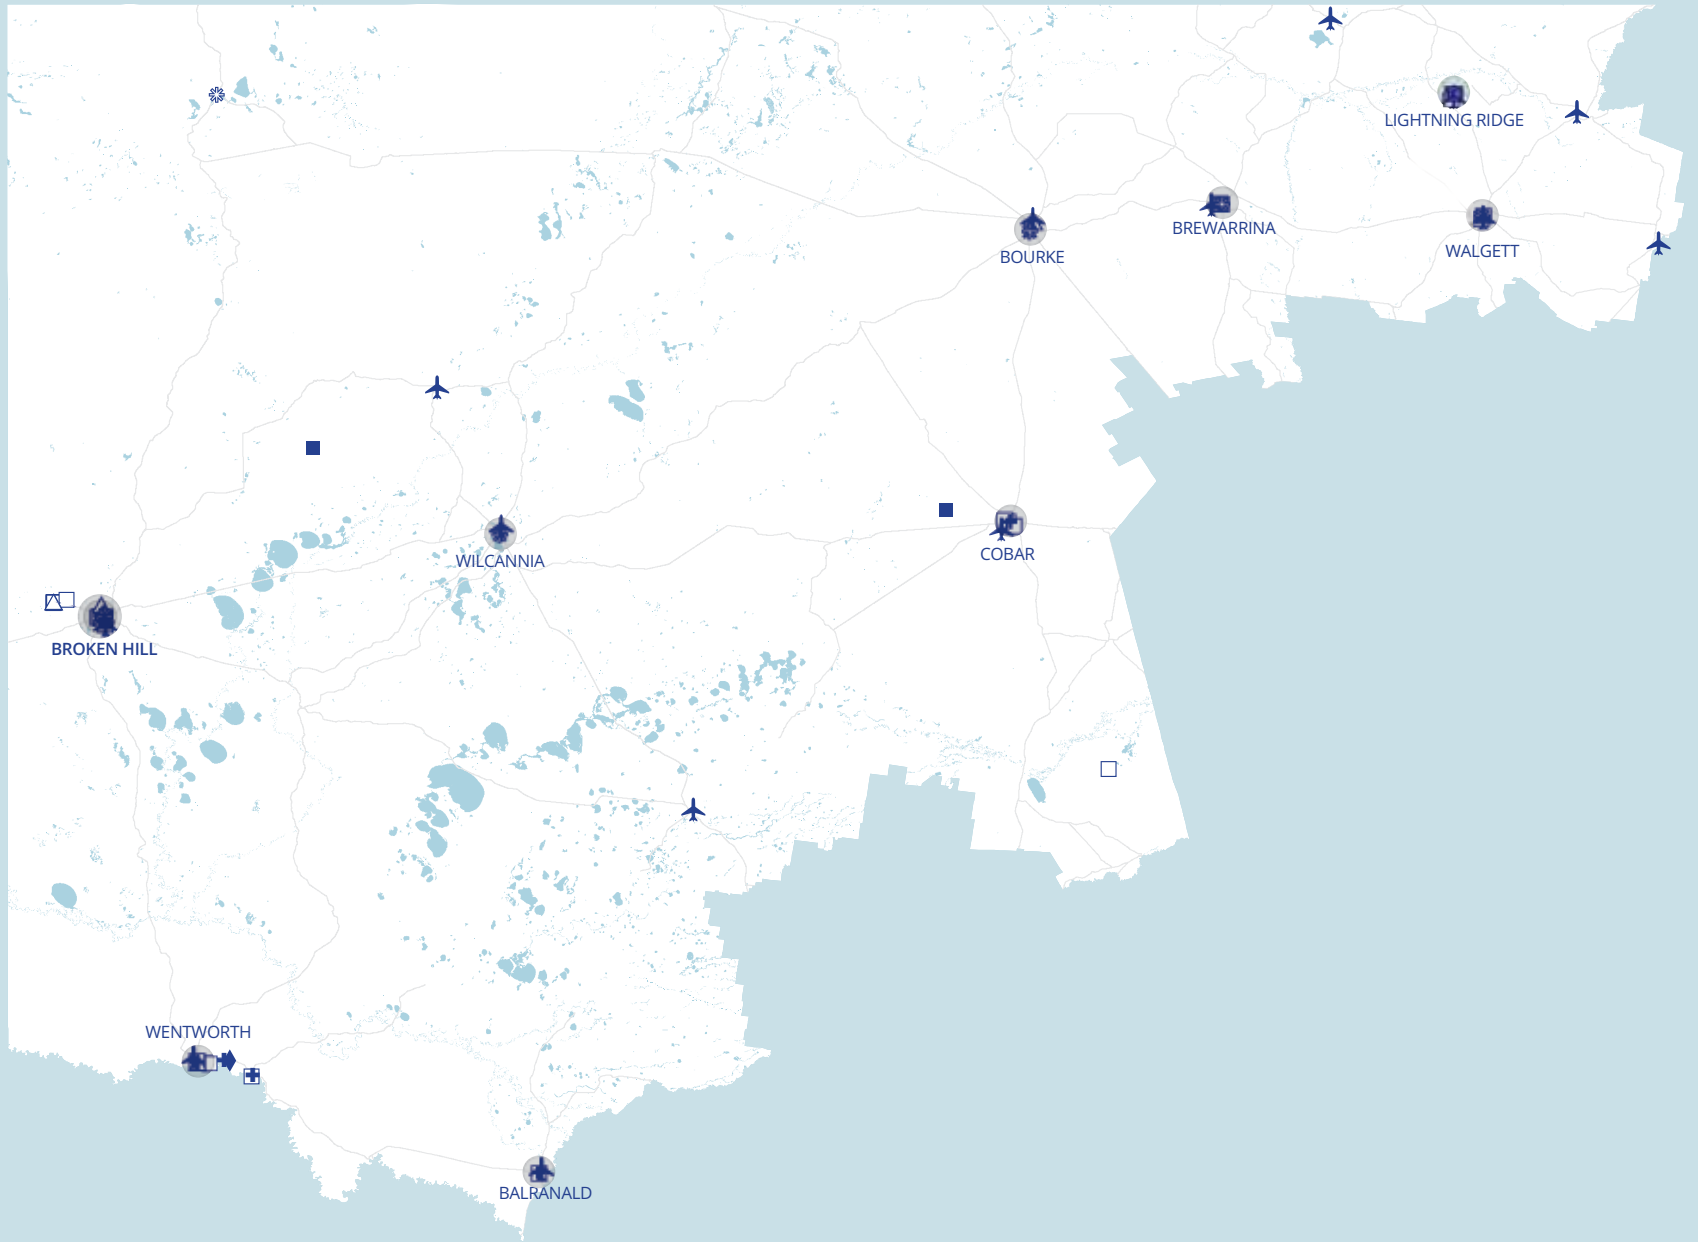 LIGHTNING RIDGE
BREWARRINA
WALGETT
BOURKE
COBAR
WILCANNIA
BROKEN HILL
WENTWORTH
BALRANALD